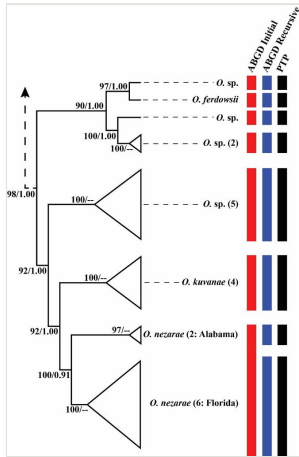 ABGD Initial
ABGD Recursive
PTP
97/1.00
O. sp.
O. ferdowsii
90/1.00
O. sp.
100/1.00
O. sp. (2)
100/--
98/1.00
O. sp. (5)
100/--
92/1.00
O. kuvanae (4)
100/--
92/1.00
97/--
O. nezarae (2: Alabama)
100/0.91
O. nezarae (6: Florida)
100/--